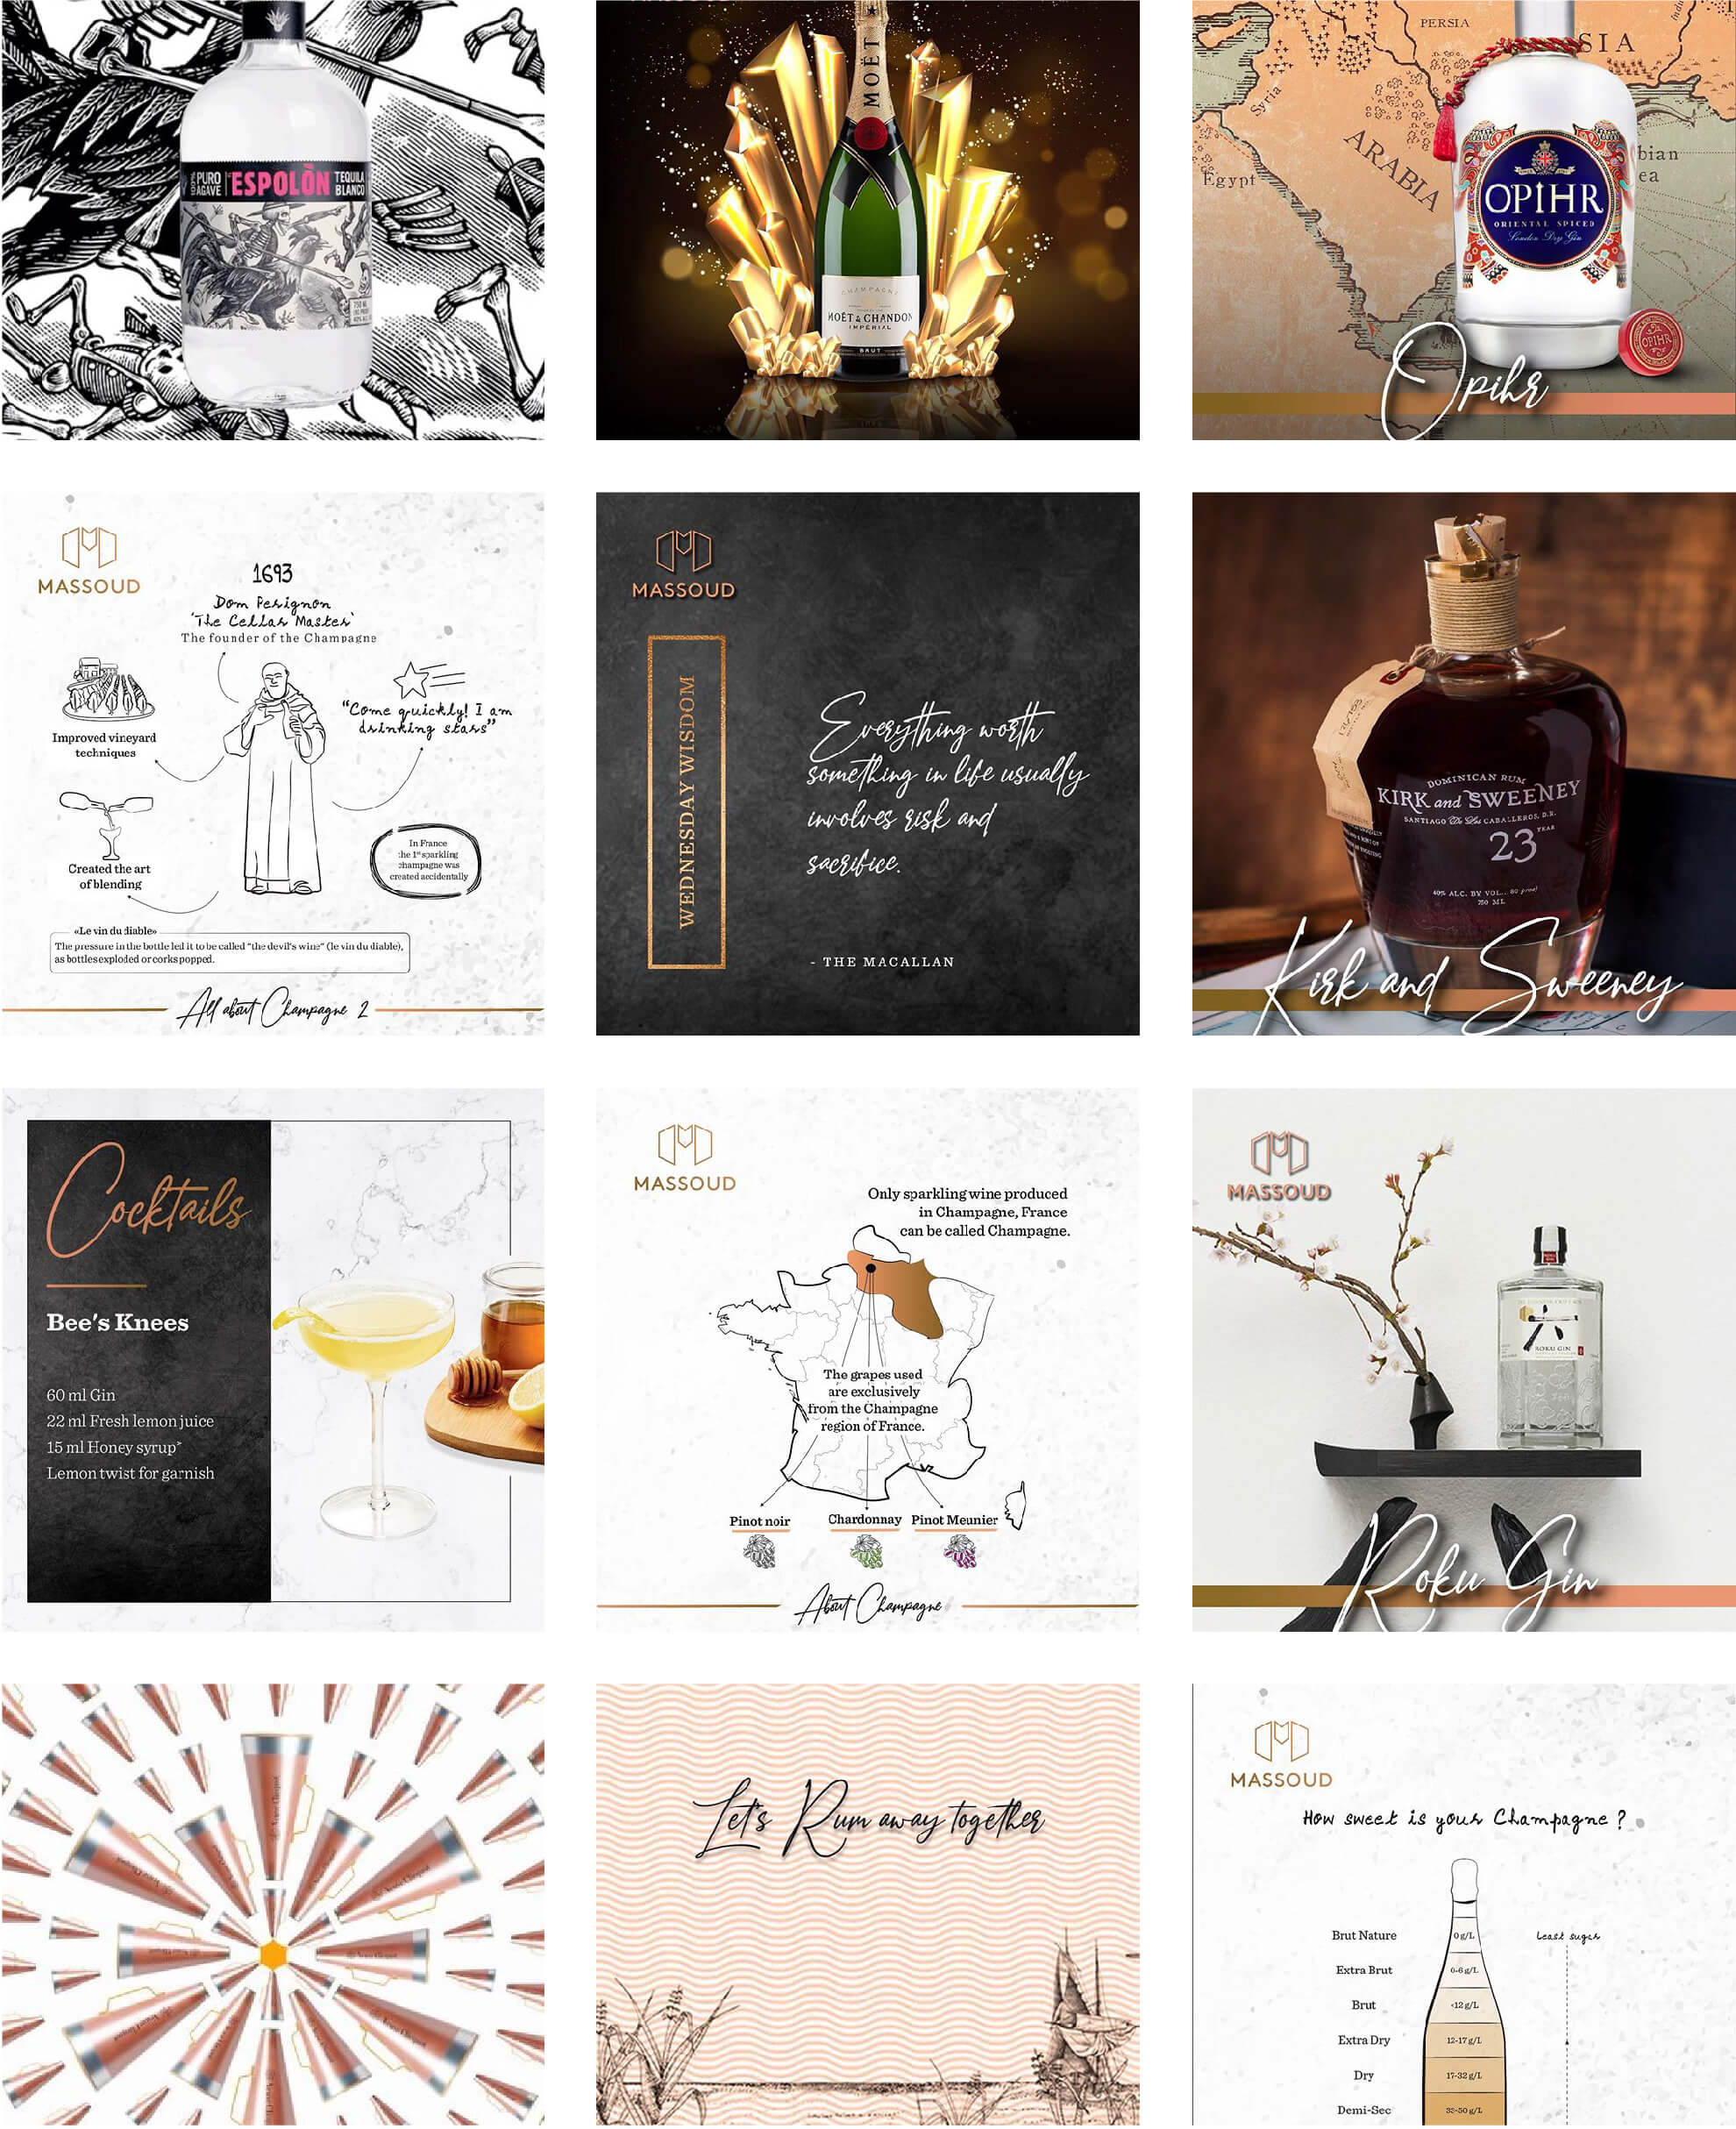 100% PURO AGAVE
ESPOLÒN
TEQUILA BLANCO
MOËT
CHAMPAGNE
MOËT & CHANDON
IMPÉRIAL
BRUT
PERSIA
SIA
Syria
ARABIA
Egypt
bian
ea
OPIHR
ORIENTAL SPICED
London Dry Gin
OPIHR
Opihr
MASSOUD
1693
Dom Perignon
'The Cellar Master'
The founder of the Champagne
"Come quickly! I am
drinking stars"
Improved vineyard
techniques
Created the art
of blending
In France
the 1st sparkling
champagne was
created accidentally
«Le vin du diable»
The pressure in the bottle led it to be called "the devil's wine" (le vin du diable),
as bottles exploded or corks popped.
All about Champagne 2
MASSOUD
WEDNESDAY WISDOM
Everything worth
something in life usually
involves risk and
sacrifice.
- THE MACALLAN
DOMINICAN RUM
KIRK and SWEENEY
SANTIAGO De Los CABALLEROS, D.R.
23 YEAR
40% ALC. BY VOL. 80 proof
750 ML
Kirk and Sweeney
Cocktails
Bee's Knees
60 ml Gin
22 ml Fresh lemon juice
15 ml Honey syrup*
Lemon twist for garnish
MASSOUD
Only sparkling wine produced
in Champagne, France
can be called Champagne.
The grapes used
are exclusively
from the Champagne
region of France.
Pinot noir
Chardonnay
Pinot Meunier
About Champagne
MASSOUD
六
ROKU GIN
Roku Gin
Let's Rum away together
MASSOUD
How sweet is your Champagne ?
Brut Nature
0 g/L
Least sugar
Extra Brut
0-6 g/L
Brut
<12 g/L
Extra Dry
12-17 g/L
Dry
17-32 g/L
Demi-Sec
32-50 g/L